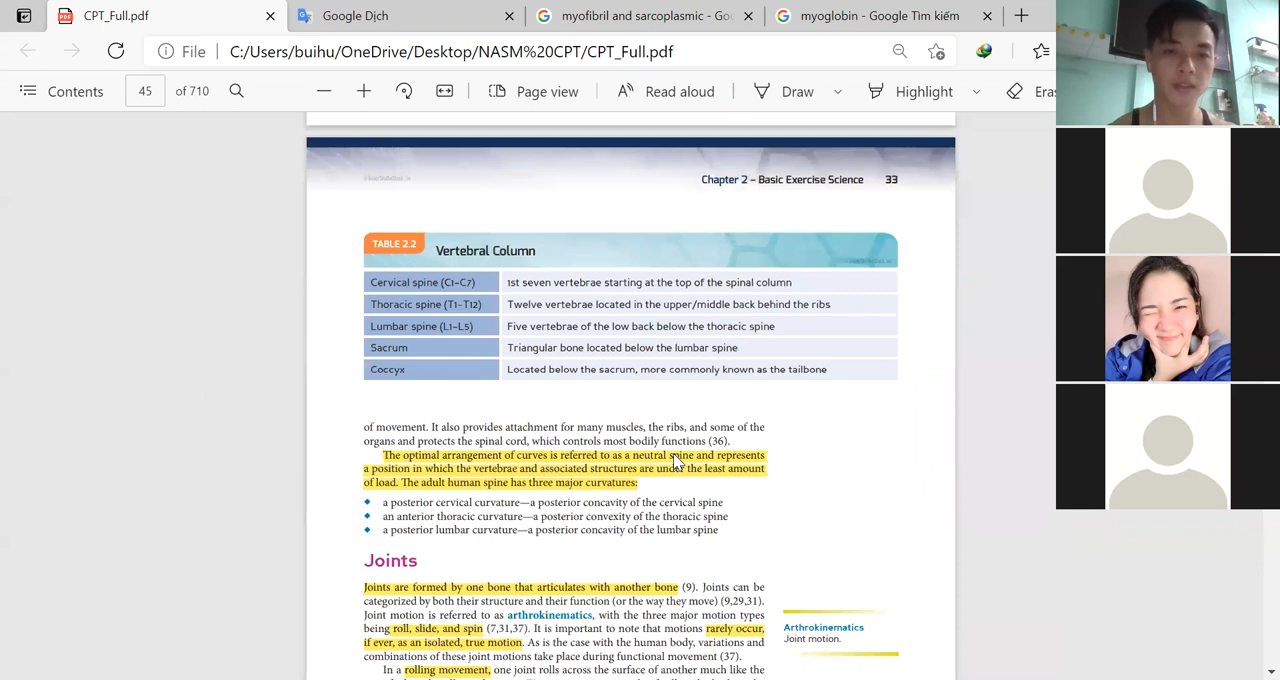 CPT_Full.pdf
Google Dịch
myofibril and sarcoplasmic - Go
myoglobin - Google Tìm kiếm
File
C:/Users/buihu/OneDrive/Desktop/NASM%20CPT/CPT_Full.pdf
Contents
45
of 710
Page view
Read aloud
Draw
Highlight
Eras
Chapter 2 – Basic Exercise Science 33
TABLE 2.2 Vertebral Column
Cervical spine (C1–C7) 1st seven vertebrae starting at the top of the spinal column
Thoracic spine (T1–T12) Twelve vertebrae located in the upper/middle back behind the ribs
Lumbar spine (L1–L5) Five vertebrae of the low back below the thoracic spine
Sacrum Triangular bone located below the lumbar spine
Coccyx Located below the sacrum, more commonly known as the tailbone
of movement. It also provides attachment for many muscles, the ribs, and some of the
organs and protects the spinal cord, which controls most bodily functions (36).
The optimal arrangement of curves is referred to as a neutral spine and represents
a position in which the vertebrae and associated structures are under the least amount
of load. The adult human spine has three major curvatures:
a posterior cervical curvature—a posterior concavity of the cervical spine
an anterior thoracic curvature—a posterior convexity of the thoracic spine
a posterior lumbar curvature—a posterior concavity of the lumbar spine
Joints
Joints are formed by one bone that articulates with another bone (9). Joints can be
categorized by both their structure and their function (or the way they move) (9,29,31).
Joint motion is referred to as arthrokinematics, with the three major motion types
being roll, slide, and spin (7,31,37). It is important to note that motions rarely occur,
if ever, as an isolated, true motion. As is the case with the human body, variations and
combinations of these joint motions take place during functional movement (37).
In a rolling movement, one joint rolls across the surface of another much like the
Arthrokinematics
Joint motion.